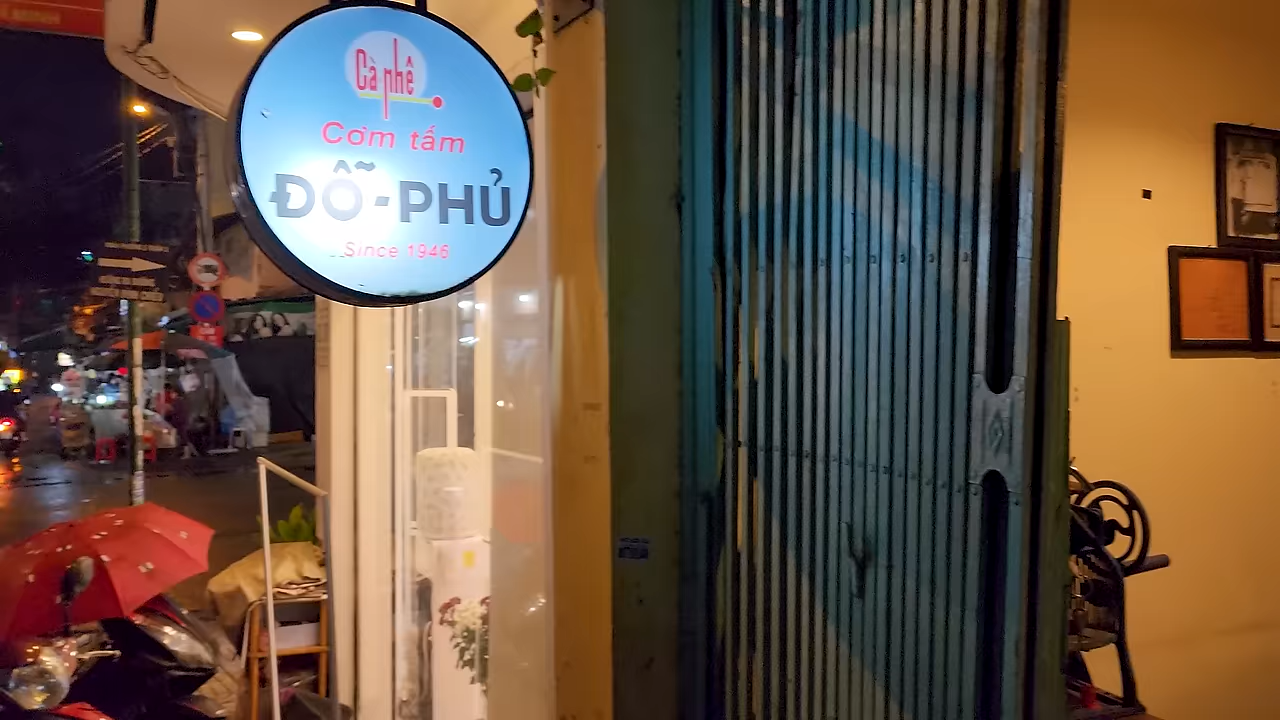 Cà phê
Cơm tấm
ĐỖ-PHỦ
Since 1946